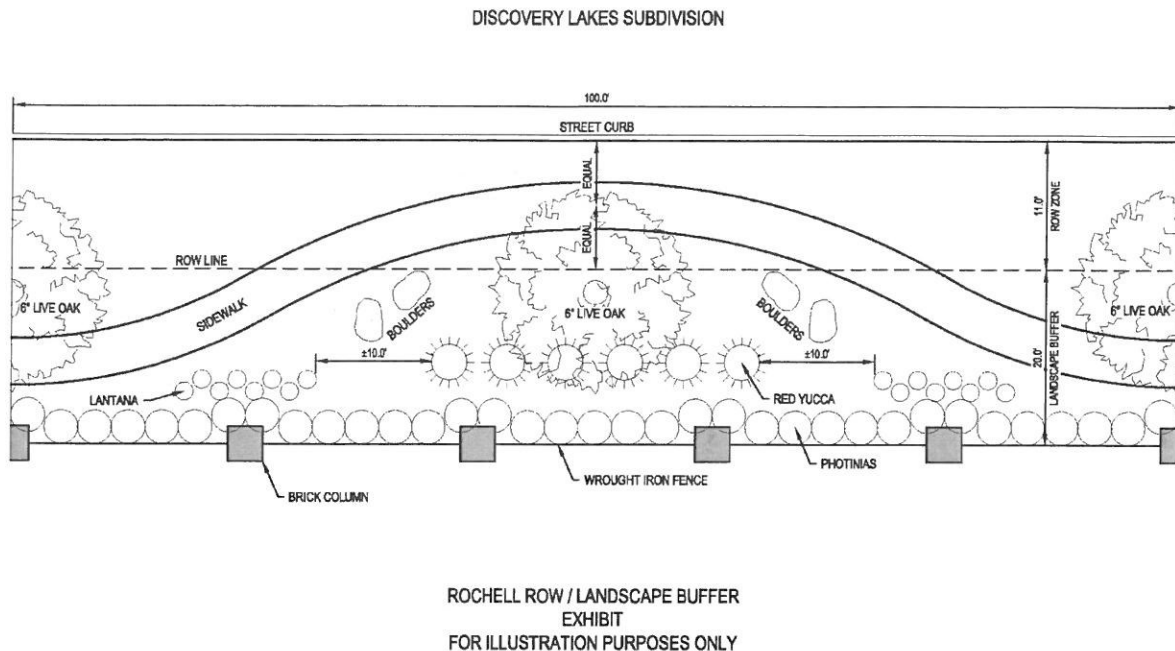 DISCOVERY LAKES SUBDIVISION
100.0'
STREET CURB
EQUAL
EQUAL
11.0'
ROW ZONE
ROW LINE
6" LIVE OAK
SIDEWALK
BOULDERS
6" LIVE OAK
BOULDERS
6" LIVE OAK
20.0'
LANDSCAPE BUFFER
±10.0'
±10.0'
LANTANA
RED YUCCA
PHOTINIAS
WROUGHT IRON FENCE
BRICK COLUMN
ROCHELL ROW / LANDSCAPE BUFFER
EXHIBIT
FOR ILLUSTRATION PURPOSES ONLY